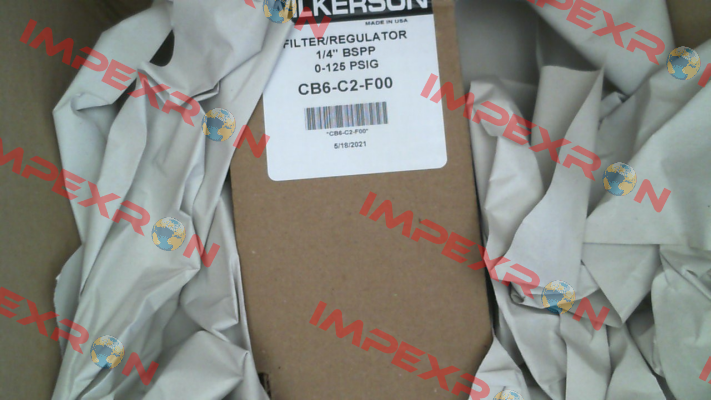 WILKERSON
MADE IN USA
FILTER/REGULATOR
1/4" BSPP
0-125 PSIG
CB6-C2-F00
*CB6-C2-F00*
5/18/2021
IMPEXRON
IMPEXRON
IMPEXRON
IMPEXRON
IMPEXRON
IMPEXRON